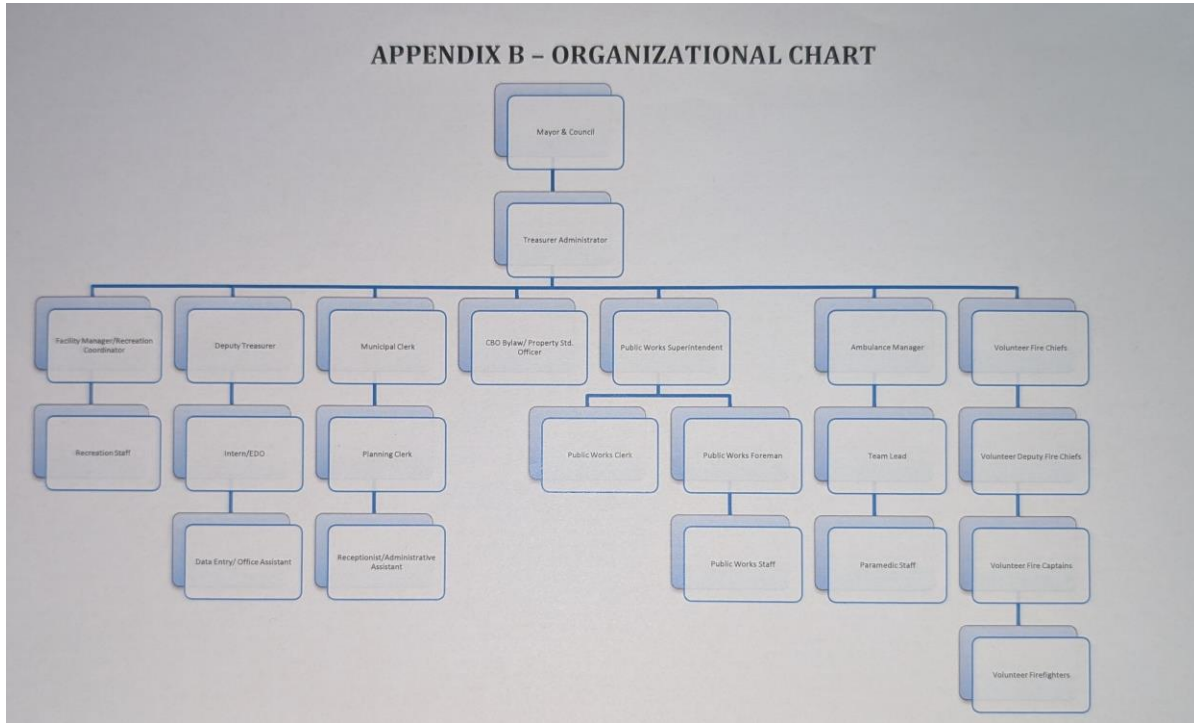 APPENDIX B – ORGANIZATIONAL CHART
Mayor & Council
Treasurer Administrator
Facility Manager/Recreation
Coordinator
Deputy Treasurer
Municipal Clerk
CBO Bylaw/ Property Std.
Officer
Public Works Superintendent
Ambulance Manager
Volunteer Fire Chiefs
Recreation Staff
Intern/EDO
Planning Clerk
Public Works Clerk
Public Works Foreman
Team Lead
Volunteer Deputy Fire Chiefs
Data Entry/ Office Assistant
Receptionist/Administrative
Assistant
Public Works Staff
Paramedic Staff
Volunteer Fire Captains
Volunteer Firefighters